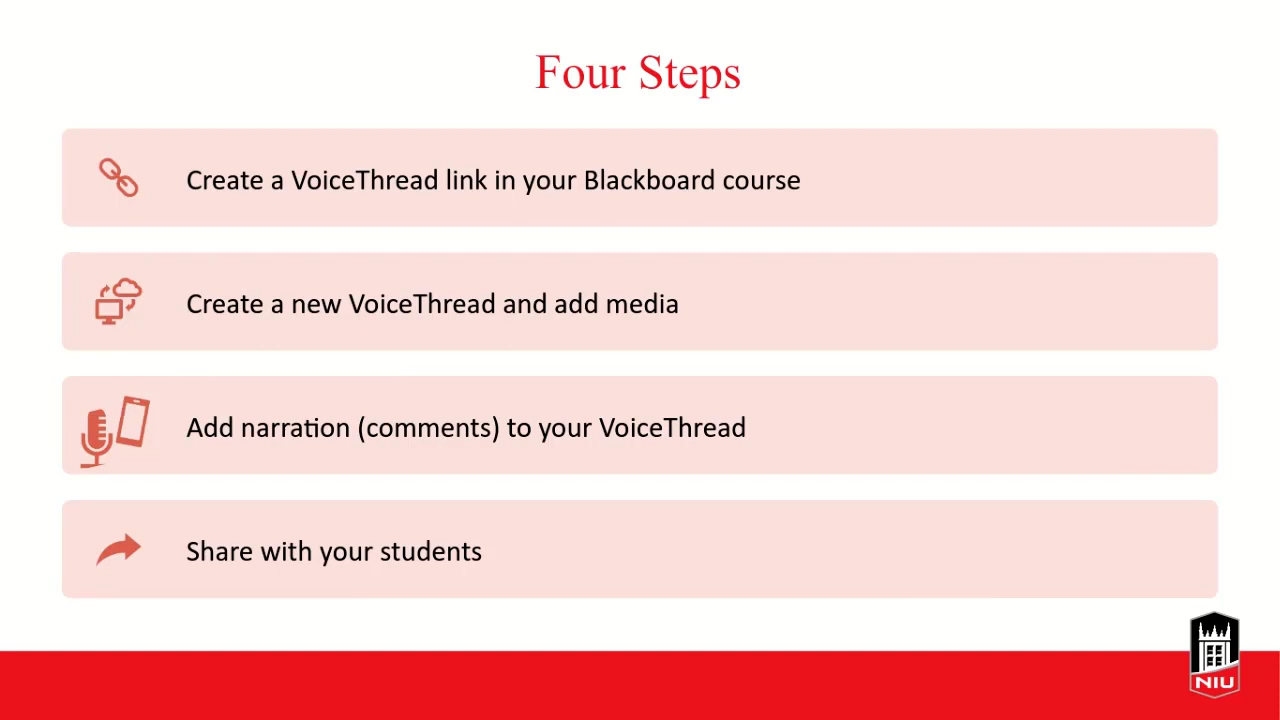 Four Steps
Create a VoiceThread link in your Blackboard course
Create a new VoiceThread and add media
Add narration (comments) to your VoiceThread
Share with your students
NIU